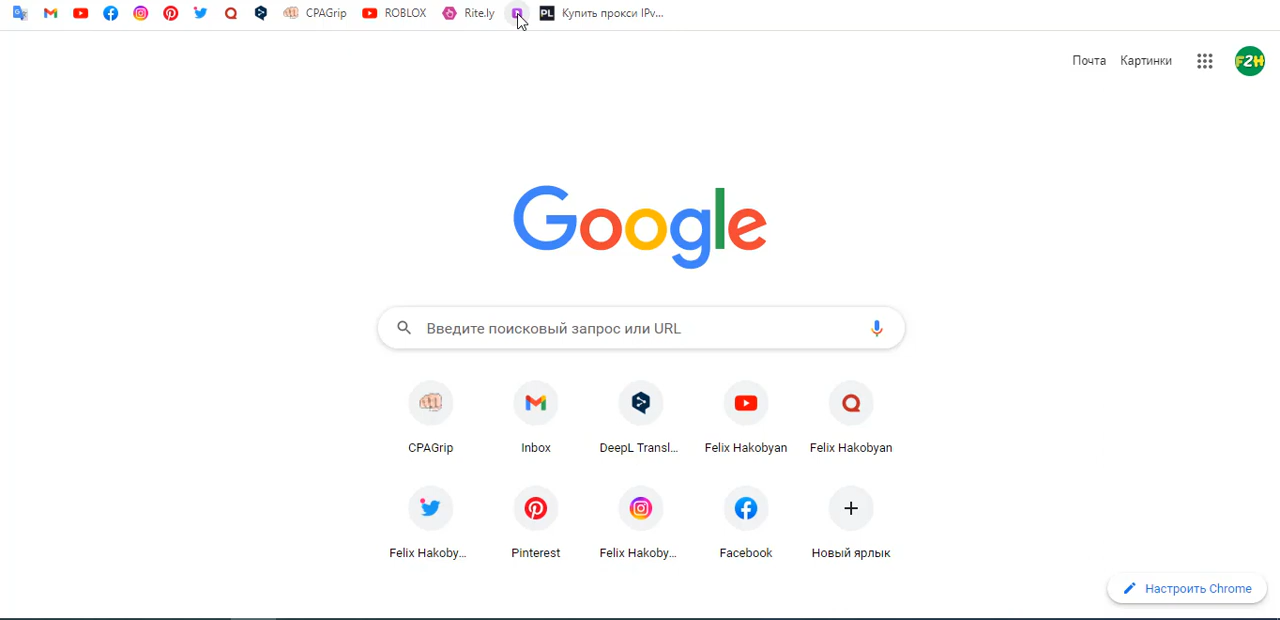 CPAGrip ROBLOX Rite.ly PL Купить прокси IPv...
Почта Картинки F2H
Google
Введите поисковый запрос или URL
CPAGrip Inbox DeepL Transl... Felix Hakobyan Felix Hakobyan
Felix Hakoby... Pinterest Felix Hakoby... Facebook Новый ярлык
Настроить Chrome